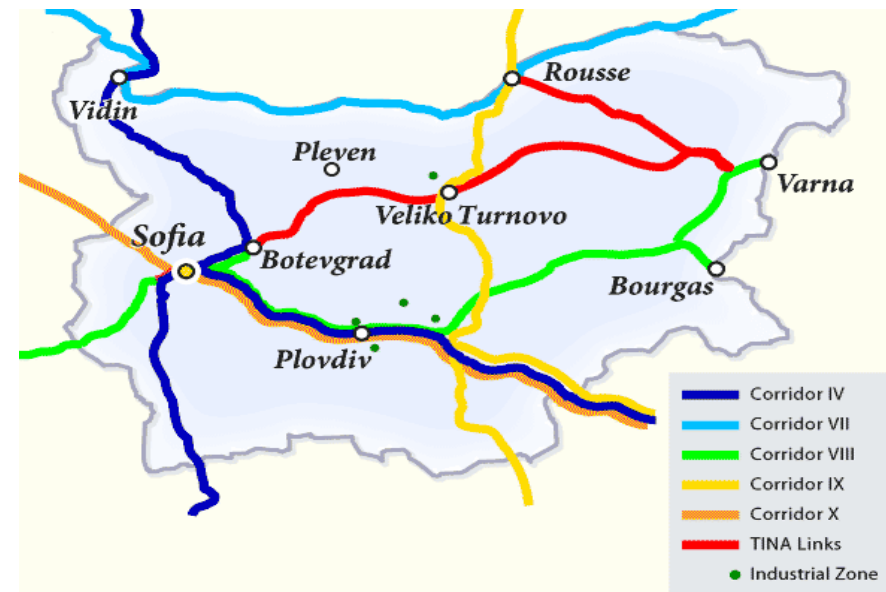 Rousse
Vidin
Pleven
Varna
Veliko Turnovo
Sofia
Botevgrad
Bourgas
Plovdiv
Corridor IV
Corridor VII
Corridor VIII
Corridor IX
Corridor X
TINA Links
Industrial Zone